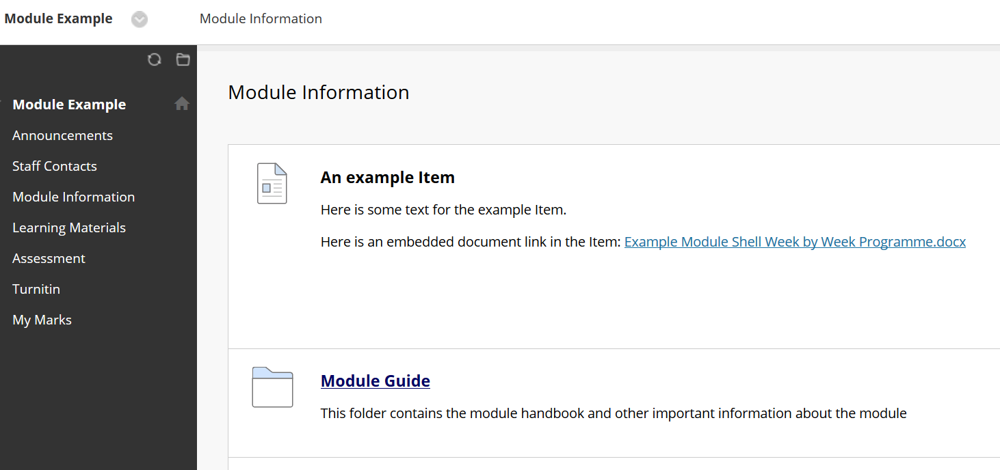 Module Example
Module Information
Module Example
Announcements
Staff Contacts
Module Information
Learning Materials
Assessment
Turnitin
My Marks
Module Information
An example Item
Here is some text for the example Item.
Here is an embedded document link in the Item: Example Module Shell Week by Week Programme.docx
Module Guide
This folder contains the module handbook and other important information about the module